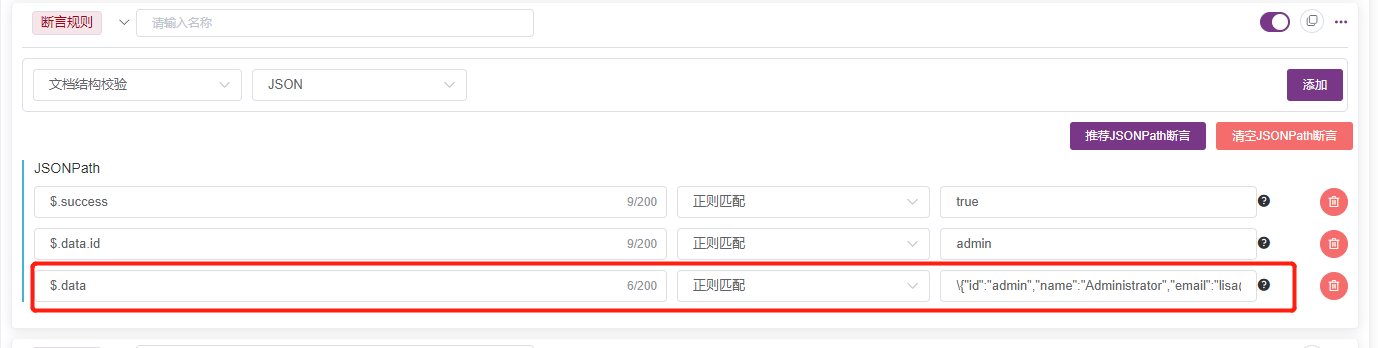 断言规则 请输入名称
文档结构校验 JSON 添加
推荐JSONPath断言 清空JSONPath断言
JSONPath
$.success 9/200 正则匹配 true
$.data.id 9/200 正则匹配 admin
$.data 6/200 正则匹配 \{"id":"admin","name":"Administrator","email":"lisa(